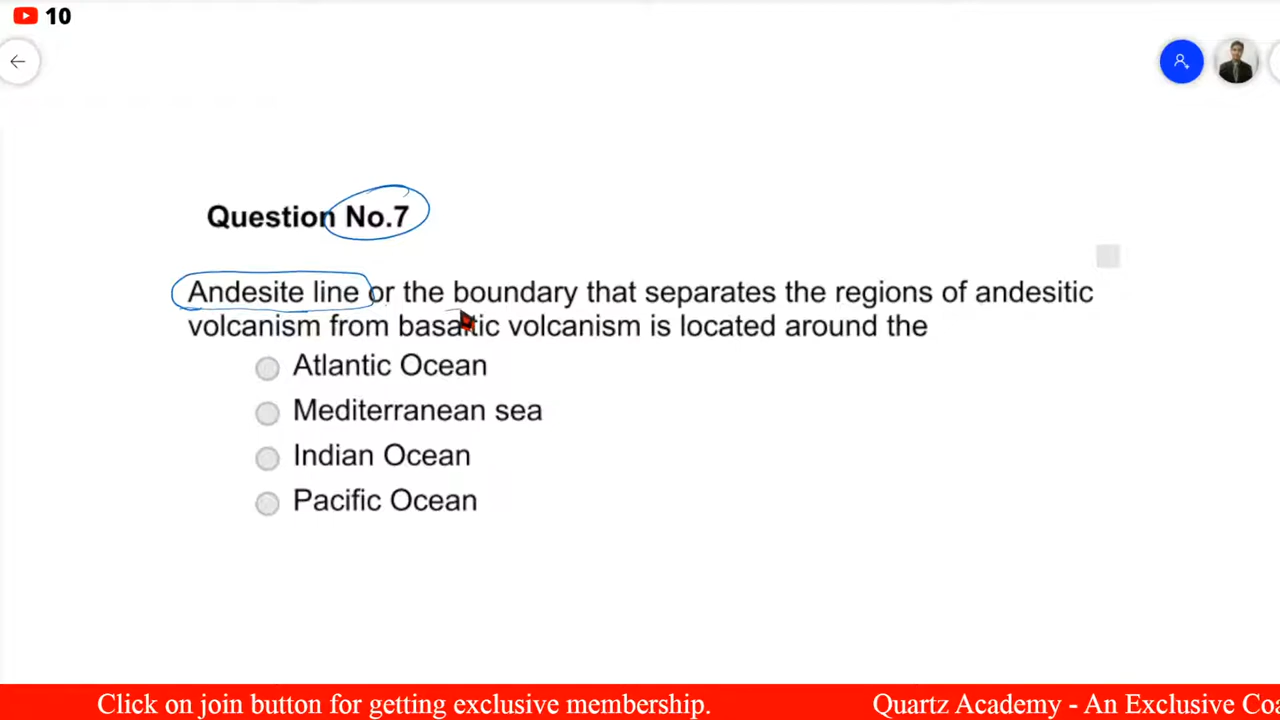 10
Question No.7
Andesite line or the boundary that separates the regions of andesitic
volcanism from basaltic volcanism is located around the
Atlantic Ocean
Mediterranean sea
Indian Ocean
Pacific Ocean
Click on join button for getting exclusive membership. Quartz Academy - An Exclusive Coa